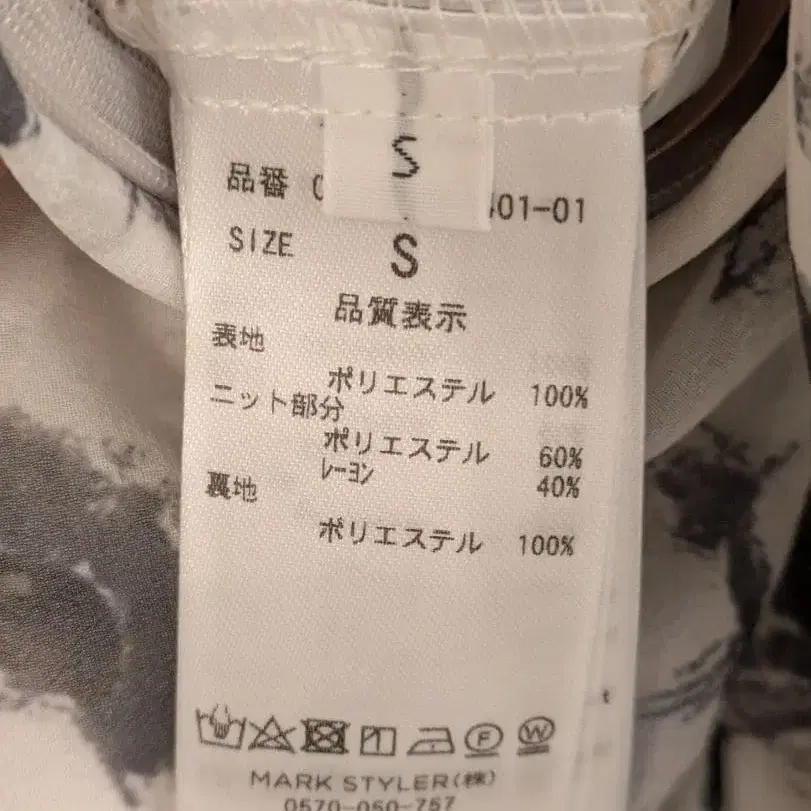 S
品番 0 401-01
SIZE S
品質表示
表地
ポリエステル 100%
ニット部分
ポリエステル 60%
レーヨン 40%
裏地
ポリエステル 100%
F W
MARK STYLER(株)
0570-050-757